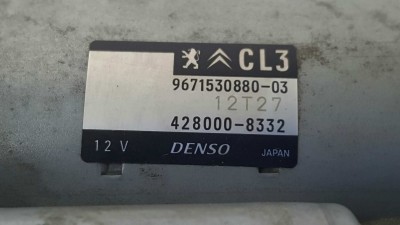 CL3
9671530880-03
12T27
428000-8332
12 V DENSO JAPAN